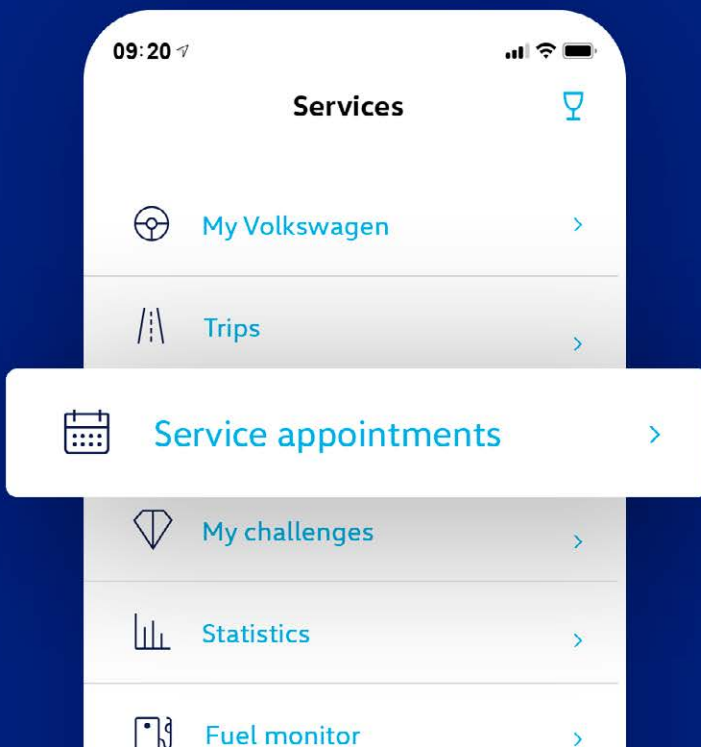 09:20
Services
My Volkswagen
Trips
Service appointments
My challenges
Statistics
Fuel monitor